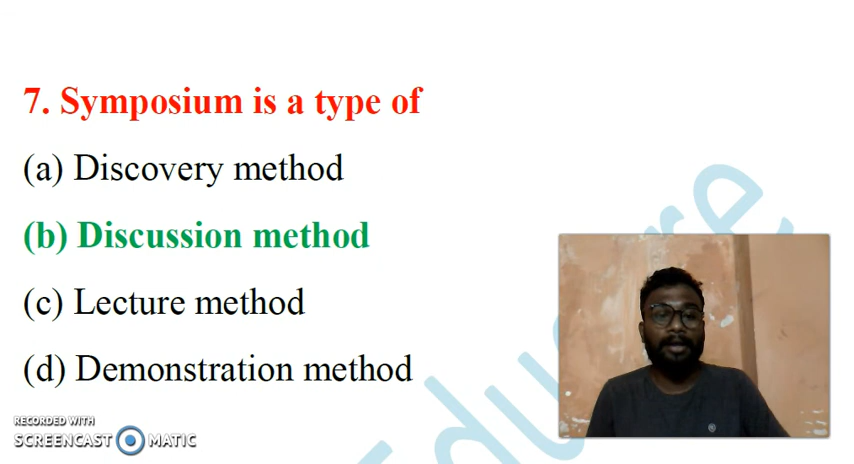 7. Symposium is a type of
(a) Discovery method
(b) Discussion method
(c) Lecture method
(d) Demonstration method
RECORDED WITH
SCREENCAST MATIC